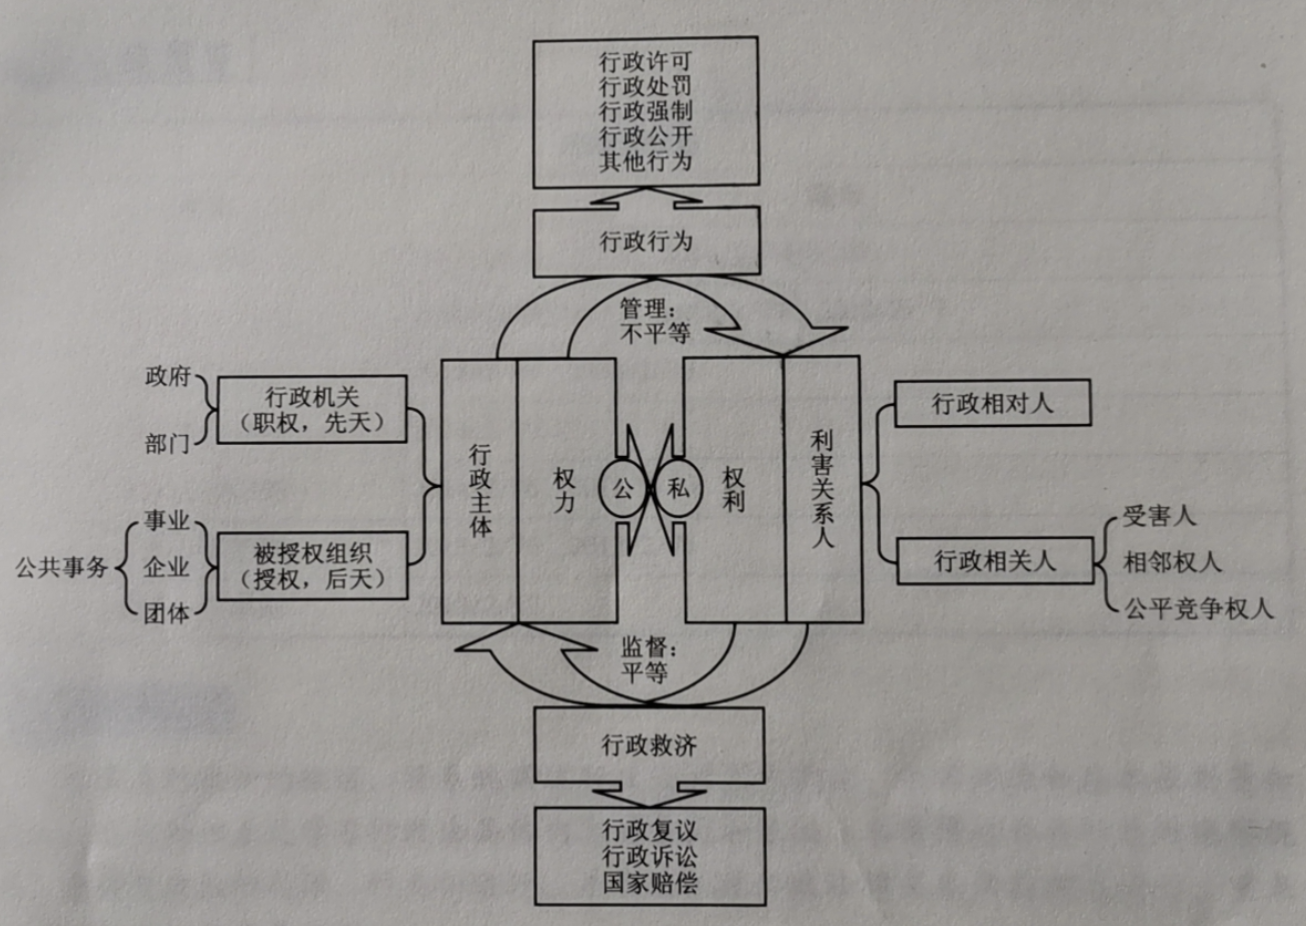 行政许可
行政处罚
行政强制
行政公开
其他行为
行政行为
管理：
不平等
政府
部门
行政机关
（职权，先天）
公共事务
事业
企业
团体
被授权组织
（授权，后天）
行政主体
权力
公
私
权利
利害关系人
行政相对人
行政相关人
受害人
相邻权人
公平竞争权人
监督：
平等
行政救济
行政复议
行政诉讼
国家赔偿